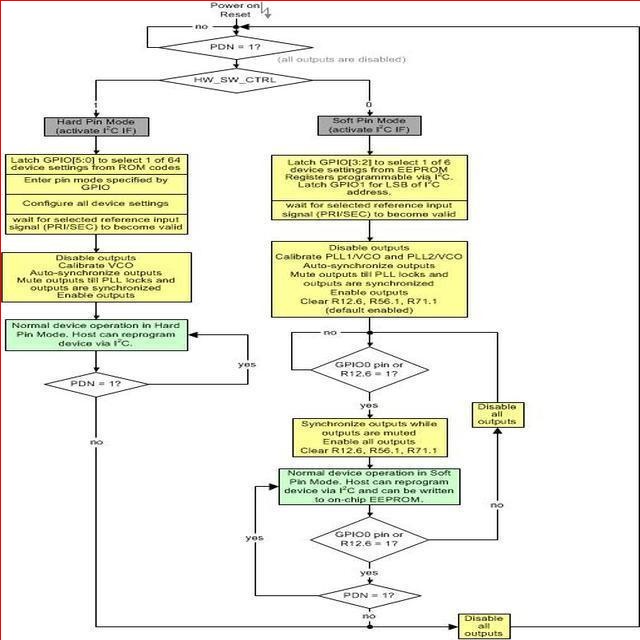 Power on
Reset
no
PDN = 1?
(all outputs are disabled)
HW_SW_CTRL
1
0
Hard Pin Mode
(activate I²C IF)
Latch GPIO[5:0] to select 1 of 64
device settings from ROM codes
Enter pin mode specified by
GPIO
Configure all device settings
wait for selected reference input
signal (PRI/SEC) to become valid
Disable outputs
Calibrate VCO
Auto-synchronize outputs
Mute outputs till PLL locks and
outputs are synchronized
Enable outputs
Normal device operation in Hard
Pin Mode. Host can reprogram
device via I²C.
yes
PDN = 1?
no
Soft Pin Mode
(activate I²C IF)
Latch GPIO[3:2] to select 1 of 6
device settings from EEPROM
Registers programmable via I²C.
Latch GPIO1 for LSB of I²C
address.
wait for selected reference input
signal (PRI/SEC) to become valid
Disable outputs
Calibrate PLL1/VCO and PLL2/VCO
Auto-synchronize outputs
Mute outputs till PLL locks and
outputs are synchronized
Enable outputs
Clear R12.6, R56.1, R71.1
(default enabled)
no
GPIO0 pin or
R12.6 = 1?
yes
Disable
all
outputs
Synchronize outputs while
outputs are muted
Enable all outputs
Clear R12.6, R56.1, R71.1
Normal device operation in Soft
Pin Mode. Host can reprogram
device via I²C and can be written
to on-chip EEPROM.
no
yes
GPIO0 pin or
R12.6 = 1?
yes
PDN = 1?
no
Disable
all
outputs